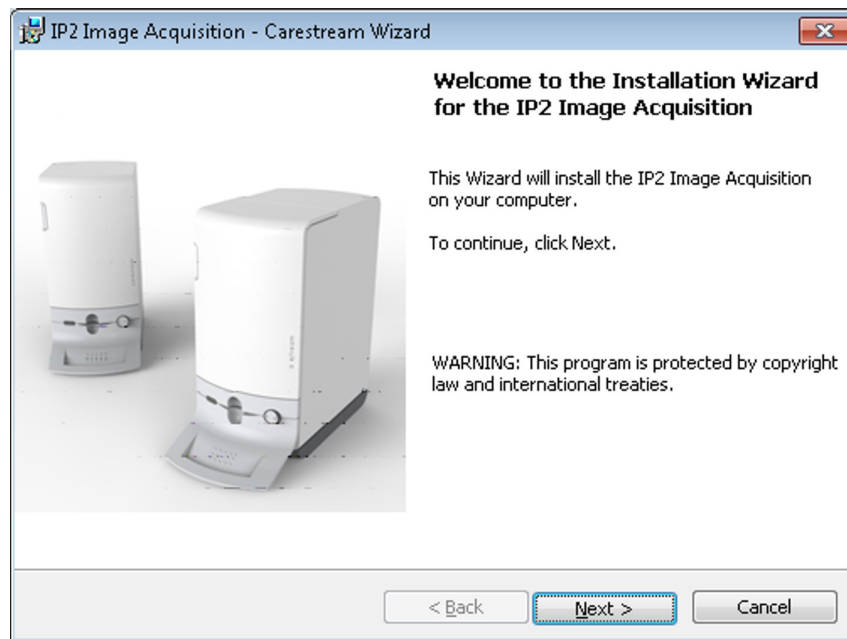 IP2 Image Acquisition - Carestream Wizard
Welcome to the Installation Wizard
for the IP2 Image Acquisition
This Wizard will install the IP2 Image Acquisition
on your computer.
To continue, click Next.
WARNING: This program is protected by copyright
law and international treaties.
< Back
Next >
Cancel